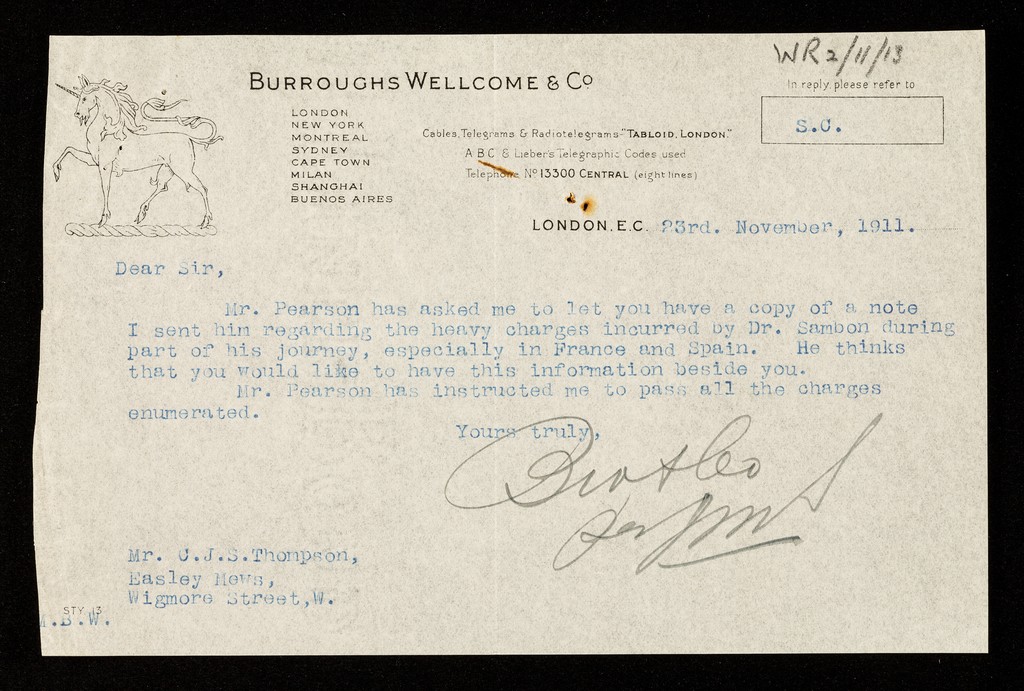 WR 2/11/13
BURROUGHS WELLCOME & Co
In reply please refer to
S.C.
LONDON
NEW YORK
MONTREAL
SYDNEY
CAPE TOWN
MILAN
SHANGHAI
BUENOS AIRES
Cables, Telegrams & Radiotelegrams-"TABLOID, LONDON."
A B C & Lieber's Telegraphic Codes used
Telephone No 13300 CENTRAL (eight lines)
LONDON, E.C. 23rd. November, 1911.
Dear Sir,
Mr. Pearson has asked me to let you have a copy of a note
I sent him regarding the heavy charges incurred by Dr. Sambon during
part of his journey, especially in France and Spain. He thinks
that you would like to have this information beside you.
Mr. Pearson has instructed me to pass all the charges
enumerated.
Yours truly,
Mr. C.J.S.Thompson,
Easley Mews,
Wigmore Street,W.
STY 13
.B.W.